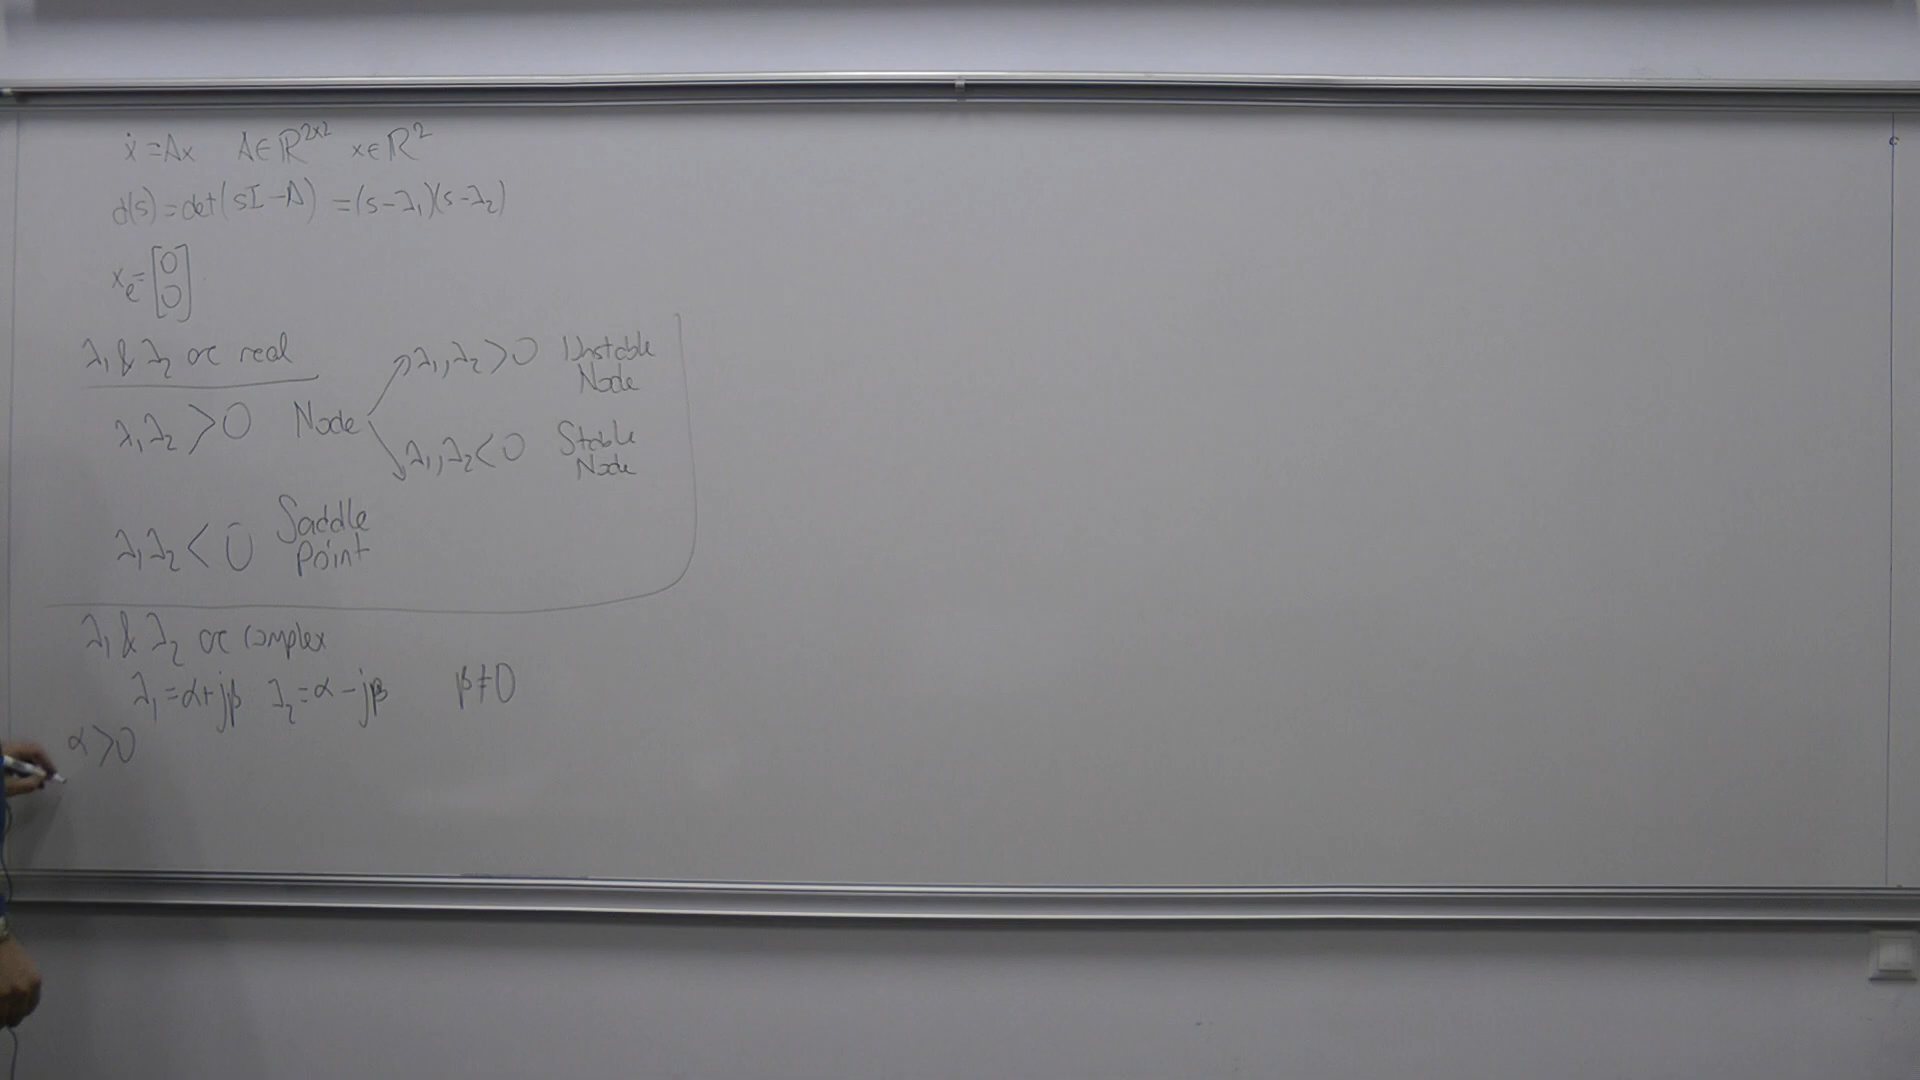 ẋ = Ax A ∈ ℝ^{2x2} x ∈ ℝ^2
d(s) = det(sI - A) = (s - λ₁)(s - λ₂)
x_e = [0 0]
λ₁ & λ₂ are real
λ₁, λ₂ > 0 Unstable Node
λ₁λ₂ > 0 Node
λ₁, λ₂ < 0 Stable Node
λ₁λ₂ < 0 Saddle Point
λ₁ & λ₂ are complex
λ₁ = α + jβ λ₂ = α - jβ β ≠ 0
α > 0